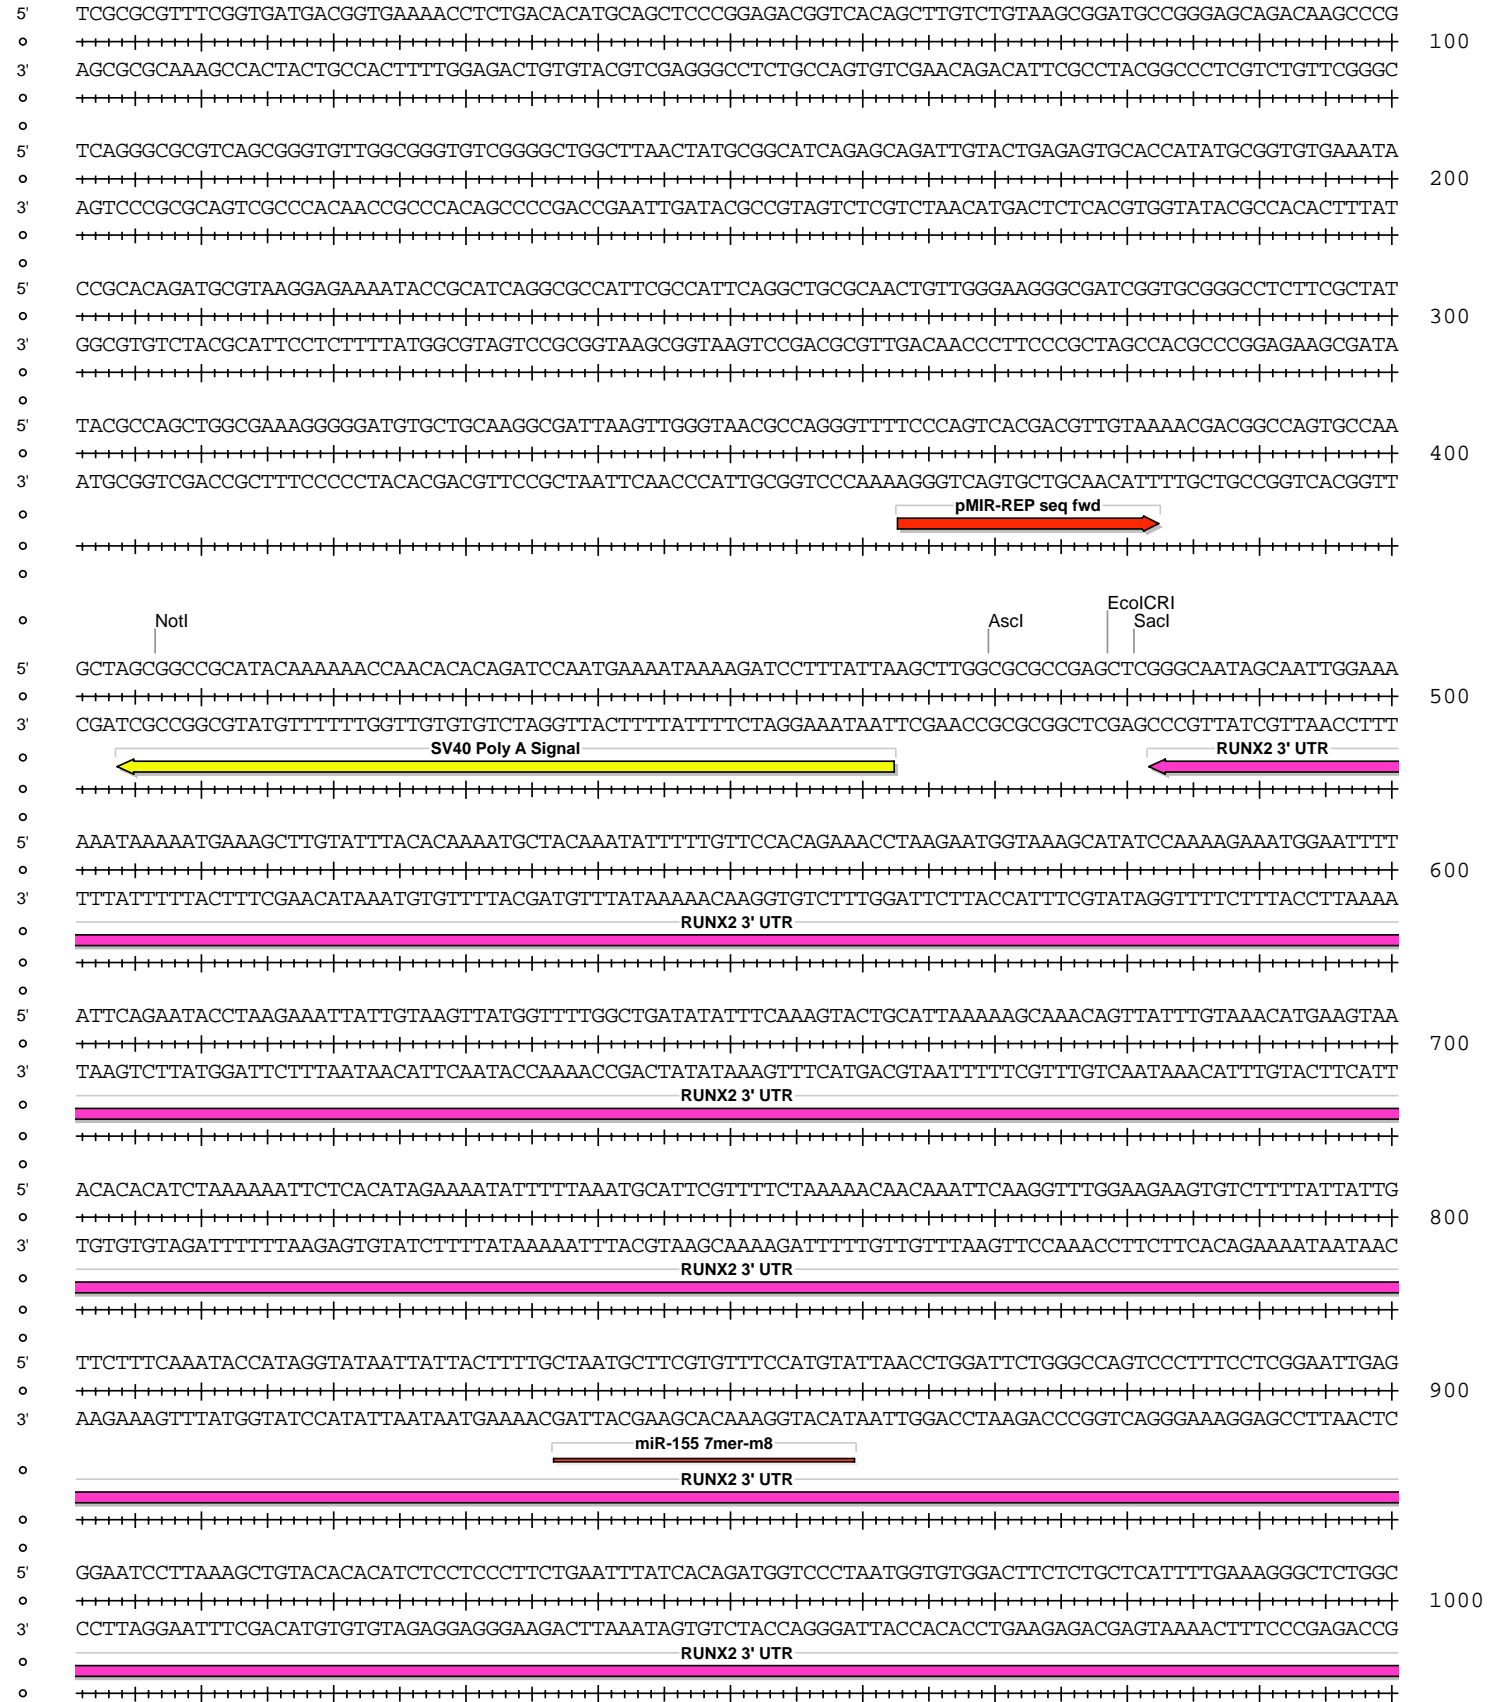 5' TCGCGCGTTTCGGTGATGACGGTGAAAACCTCTGACACATGCAGCTCCCGGAGACGGTCACAGCTTGTCTGTAAGCGGATGCCGGGAGCAGACAAGCCCG
100
3' AGCGCGCAAAGCCACTACTGCCACTTTTGGAGACTGTGTACGTCGAGGGCCTCTGCCAGTGTCGAACAGACATTCGCCTACGGCCCTCGTCTGTTCGGGC
5' TCAGGGCGCGTCAGCGGGTGTTGGCGGGTGTCGGGGCTGGCTTAACTATGCGGCATCAGAGCAGATTGTACTGAGAGTGCACCATATGCGGTGTGAAATA
200
3' AGTCCCGCGCAGTCGCCCACAACCGCCCACAGCCCCGACCGAATTGATACGCCGTAGTCTCGTCTAACATGACTCTCACGTGGTATACGCCACACTTTAT
5' CCGCACAGATGCGTAAGGAGAAAATACCGCATCAGGCGCCATTCGCCATTCAGGCTGCGCAACTGTTGGGAAGGGCGATCGGTGCGGGCCTCTTCGCTAT
300
3' GGCGTGTCTACGCATTCCTCTTTTATGGCGTAGTCCGCGGTAAGCGGTAAGTCCGACGCGTTGACAACCCTTCCCGCTAGCCACGCCCGGAGAAGCGATA
5' TACGCCAGCTGGCGAAAGGGGGATGTGCTGCAAGGCGATTAAGTTGGGTAACGCCAGGGTTTTCCCAGTCACGACGTTGTAAAACGACGGCCAGTGCCAA
400
3' ATGCGGTCGACCGCTTTCCCCCTACACGACGTTCCGCTAATTCAACCCATTGCGGTCCCAAAAGGGTCAGTGCTGCAACATTTTGCTGCCGGTCACGGTT
pMIR-REP seq fwd
EcoICRI
NotI AscI SacI
5' GCTAGCGGCCGCATACAAAAAACCAACACACAGATCCAATGAAAATAAAAGATCCTTTATTAAGCTTGGCGCGCCGAGCTCGGGCAATAGCAATTGGAAA
500
3' CGATCGCCGGCGTATGTTTTTTGGTTGTGTGTCTAGGTTACTTTTATTTTCTAGGAAATAATTCGAACCGCGCGGCTCGAGCCCGTTATCGTTAACCTTT
SV40 Poly A Signal RUNX2 3' UTR
5' AAATAAAAATGAAAGCTTGTATTTACACAAAATGCTACAAATATTTTTGTTCCACAGAAACCTAAGAATGGTAAAGCATATCCAAAAGAAATGGAATTTT
600
3' TTTATTTTTACTTTCGAACATAAATGTGTTTTACGATGTTTATAAAAACAAGGTGTCTTTGGATTCTTACCATTTCGTATAGGTTTTCTTTACCTTAAAA
RUNX2 3' UTR
5' ATTCAGAATACCTAAGAAATTATTGTAAGTTATGGTTTTGGCTGATATATTTCAAAGTACTGCATTAAAAAGCAAACAGTTATTTGTAAACATGAAGTAA
700
3' TAAGTCTTATGGATTCTTTAATAACATTCAATACCAAAACCGACTATATAAAGTTTCATGACGTAATTTTTCGTTTGTCAATAAACATTTGTACTTCATT
RUNX2 3' UTR
5' ACACACATCTAAAAAATTCTCACATAGAAAATATTTTTAAATGCATTCGTTTTCTAAAAACAACAAATTCAAGGTTTGGAAGAAGTGTCTTTTATTATTG
800
3' TGTGTGTAGATTTTTTAAGAGTGTATCTTTTATAAAAATTTACGTAAGCAAAAGATTTTTGTTGTTTAAGTTCCAAACCTTCTTCACAGAAAATAATAAC
RUNX2 3' UTR
5' TTCTTTCAAATACCATAGGTATAATTATTACTTTTGCTAATGCTTCGTGTTTCCATGTATTAACCTGGATTCTGGGCCAGTCCCTTTCCTCGGAATTGAG
900
3' AAGAAAGTTTATGGTATCCATATTAATAATGAAAACGATTACGAAGCACAAAGGTACATAATTGGACCTAAGACCCGGTCAGGGAAAGGAGCCTTAACTC
miR-155 7mer-m8
RUNX2 3' UTR
5' GGAATCCTTAAAGCTGTACACACATCTCCTCCCTTCTGAATTTATCACAGATGGTCCCTAATGGTGTGGACTTCTCTGCTCATTTTGAAAGGGCTCTGGC
1000
3' CCTTAGGAATTTCGACATGTGTGTAGAGGAGGGAAGACTTAAATAGTGTCTACCAGGGATTACCACACCTGAAGAGACGAGTAAAACTTTCCCGAGACCG
RUNX2 3' UTR